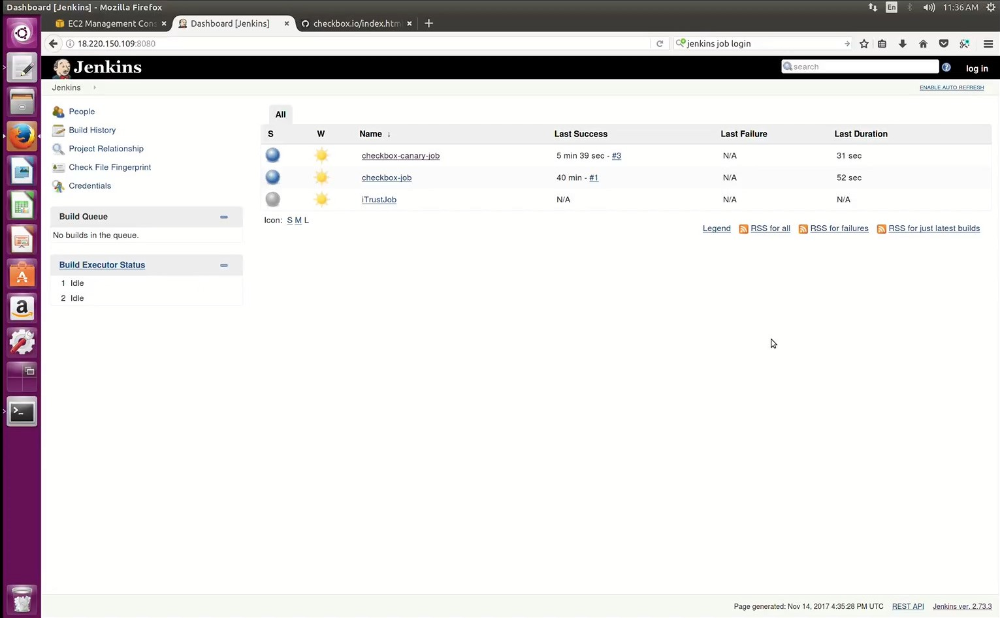 Dashboard [Jenkins] - Mozilla Firefox
En
11:36 AM
EC2 Management Cons
Dashboard [Jenkins]
checkbox.io/index.htm
18.220.150.109:8080
jenkins job login
Jenkins
search
log in
Jenkins
ENABLE AUTO REFRESH
People
Build History
Project Relationship
Check File Fingerprint
Credentials
Build Queue
No builds in the queue.
Build Executor Status
1 Idle
2 Idle
All
S W Name ↓ Last Success Last Failure Last Duration
checkbox-canary-job 5 min 39 sec - #3 N/A 31 sec
checkbox-job 40 min - #1 N/A 52 sec
iTrustJob N/A N/A N/A
Icon: S M L
Legend RSS for all RSS for failures RSS for just latest builds
Page generated: Nov 14, 2017 4:35:28 PM UTC REST API Jenkins ver. 2.73.3